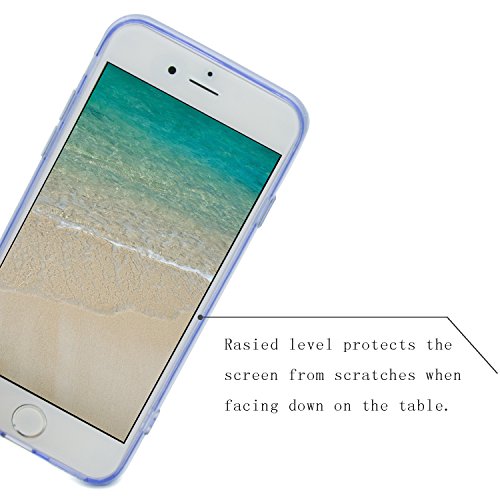 Rasied level protects the
screen from scratches when
facing down on the table.